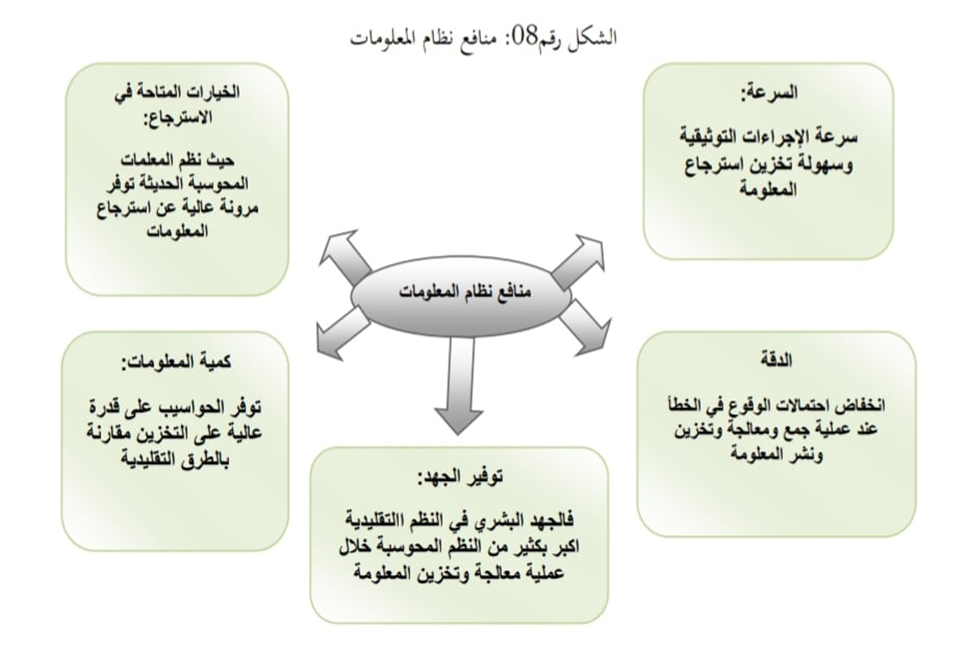 الشكل رقم08: منافع نظام المعلومات
السرعة:
سرعة الإجراءات التوثيقية
وسهولة تخزين استرجاع
المعلومة
الخيارات المتاحة في
الاسترجاع:
حيث نظم المعلمات
المحوسبة الحديثة توفر
مرونة عالية عن استرجاع
المعلومات
منافع نظام المعلومات
الدقة
انخفاض احتمالات الوقوع في الخطأ
عند عملية جمع ومعالجة وتخزين
ونشر المعلومة
كمية المعلومات:
توفر الحواسيب على قدرة
عالية على التخزين مقارنة
بالطرق التقليدية
توفير الجهد:
فالجهد البشري في النظم االتقليدية
اكبر بكثير من النظم المحوسبة خلال
عملية معالجة وتخزين المعلومة